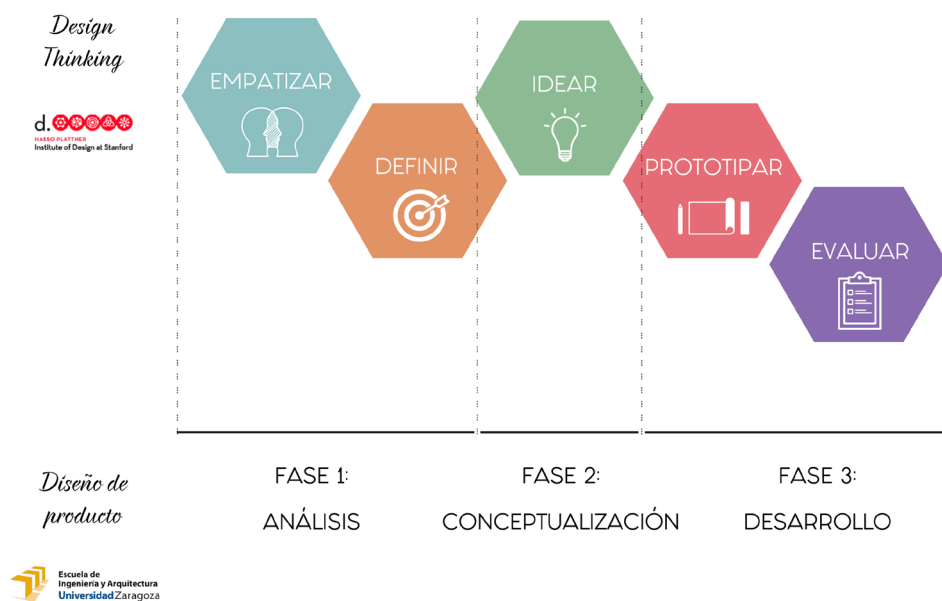 Design
Thinking
d.
HASSO PLATTNER
Institute of Design at Stanford
EMPATIZAR
DEFINIR
IDEAR
PROTOTIPAR
EVALUAR
Diseño de
producto
FASE 1:
ANÁLISIS
FASE 2:
CONCEPTUALIZACIÓN
FASE 3:
DESARROLLO
Escuela de
Ingeniería y Arquitectura
Universidad Zaragoza